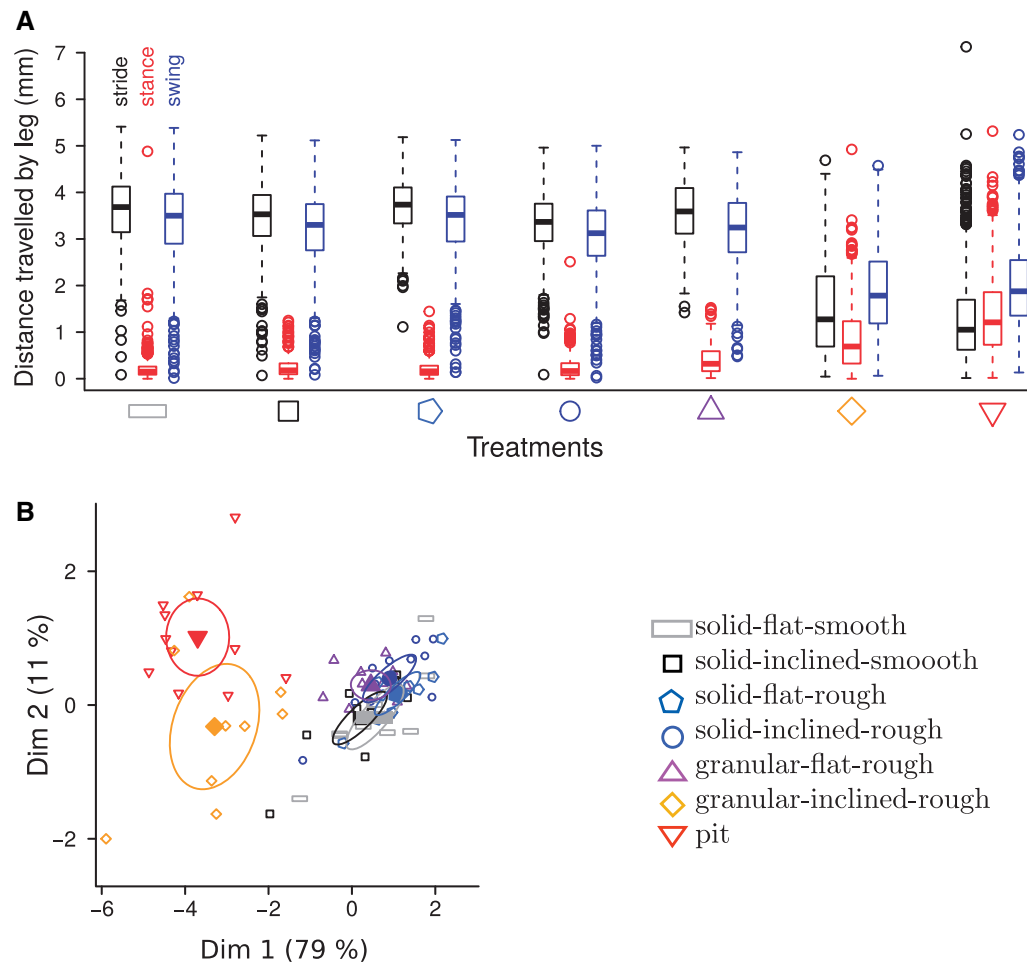 A
Distance travelled by leg (mm)
7
6
5
4
3
2
1
0
stride
stance
swing
Treatments
B
Dim 2 (11 %)
2
0
−2
−6
−4
−2
0
2
Dim 1 (79 %)
solid-flat-smooth
solid-inclined-smoooth
solid-flat-rough
solid-inclined-rough
granular-flat-rough
granular-inclined-rough
pit